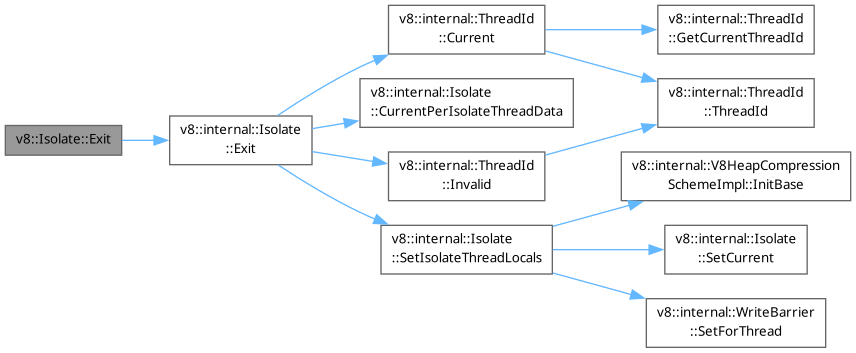 v8::Isolate::Exit
v8::internal::Isolate
::Exit
v8::internal::ThreadId
::Current
v8::internal::Isolate
::CurrentPerIsolateThreadData
v8::internal::ThreadId
::Invalid
v8::internal::Isolate
::SetIsolateThreadLocals
v8::internal::ThreadId
::GetCurrentThreadId
v8::internal::ThreadId
::ThreadId
v8::internal::V8HeapCompression
SchemeImpl::InitBase
v8::internal::Isolate
::SetCurrent
v8::internal::WriteBarrier
::SetForThread